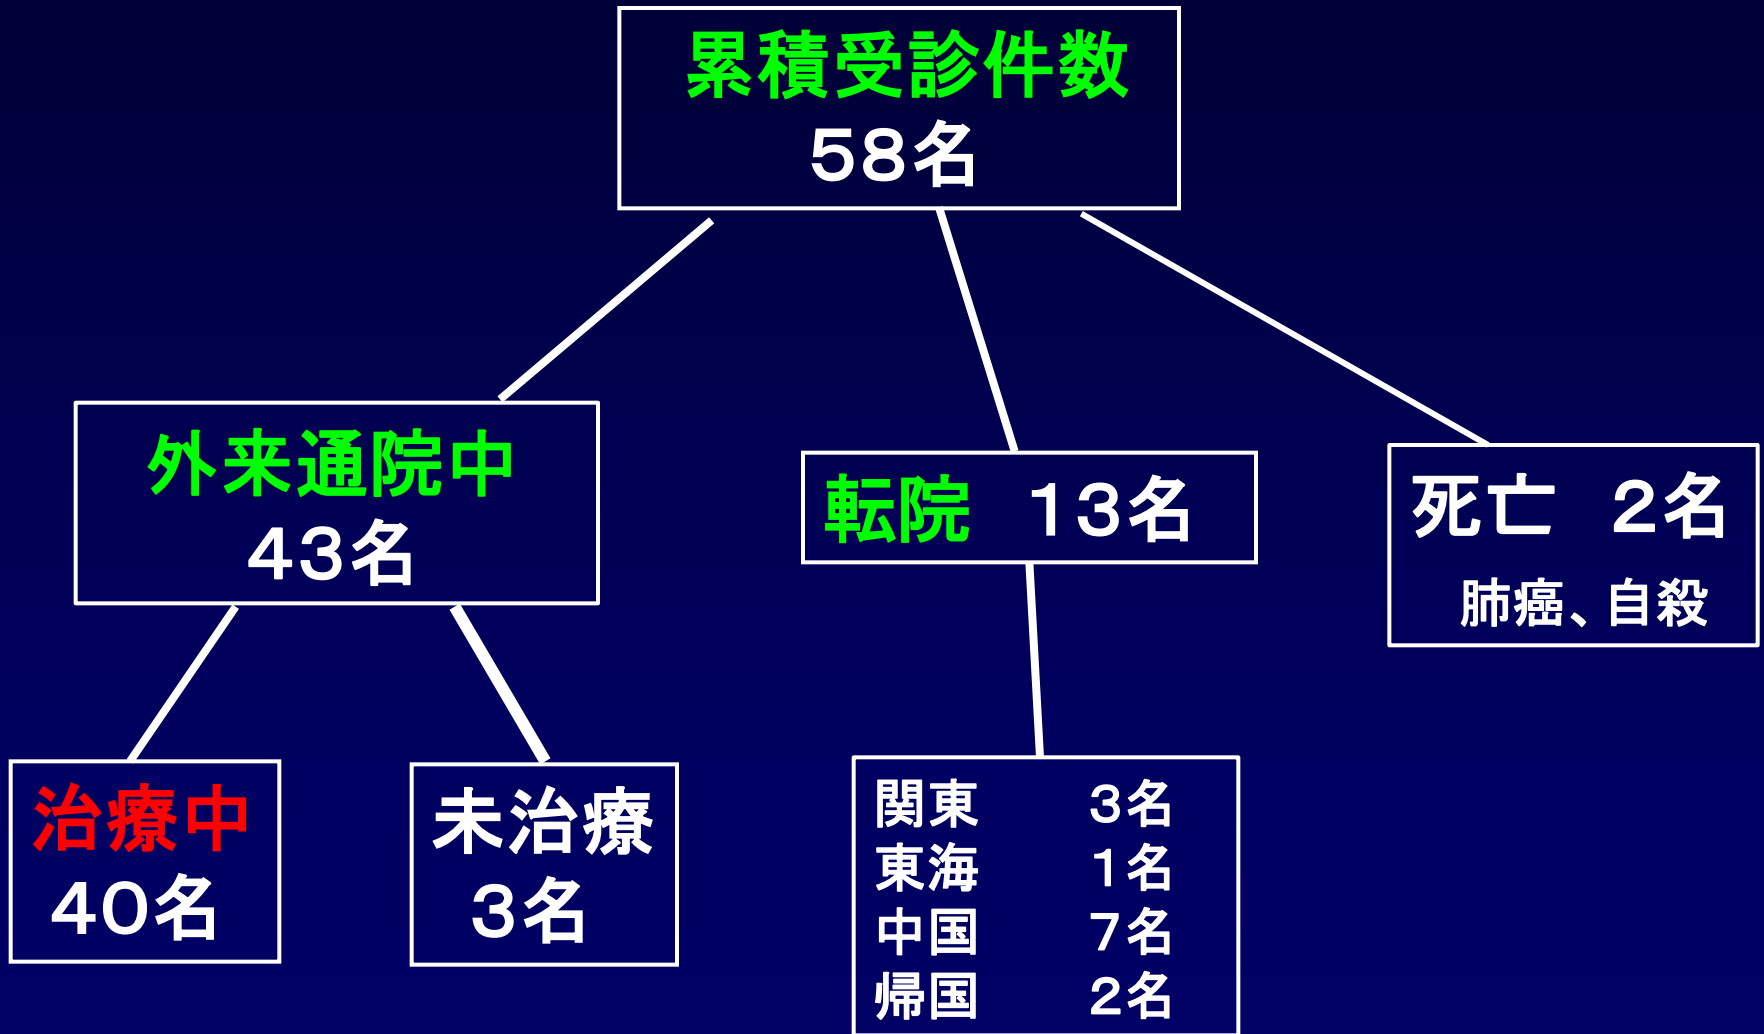 累積受診件数
58名
外来通院中
43名
転院　13名
死亡　2名
肺癌、自殺
治療中
40名
未治療
3名
関東　3名
東海　1名
中国　7名
帰国　2名